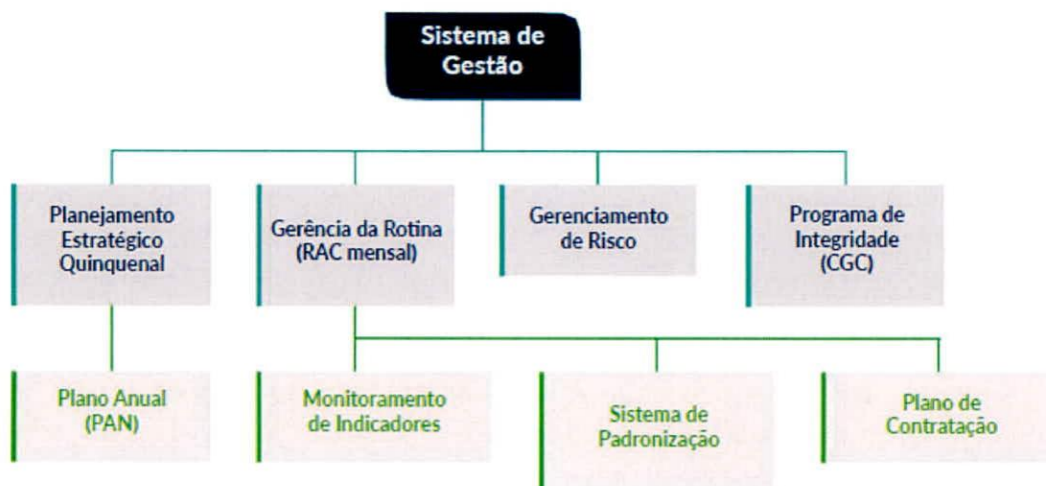 Sistema de
Gestão
Planejamento
Estratégico
Quinquenal
Gerência da Rotina
(RAC mensal)
Gerenciamento
de Risco
Programa de
Integridade
(CGC)
Plano Anual
(PAN)
Monitoramento
de Indicadores
Sistema de
Padronização
Plano de
Contratação